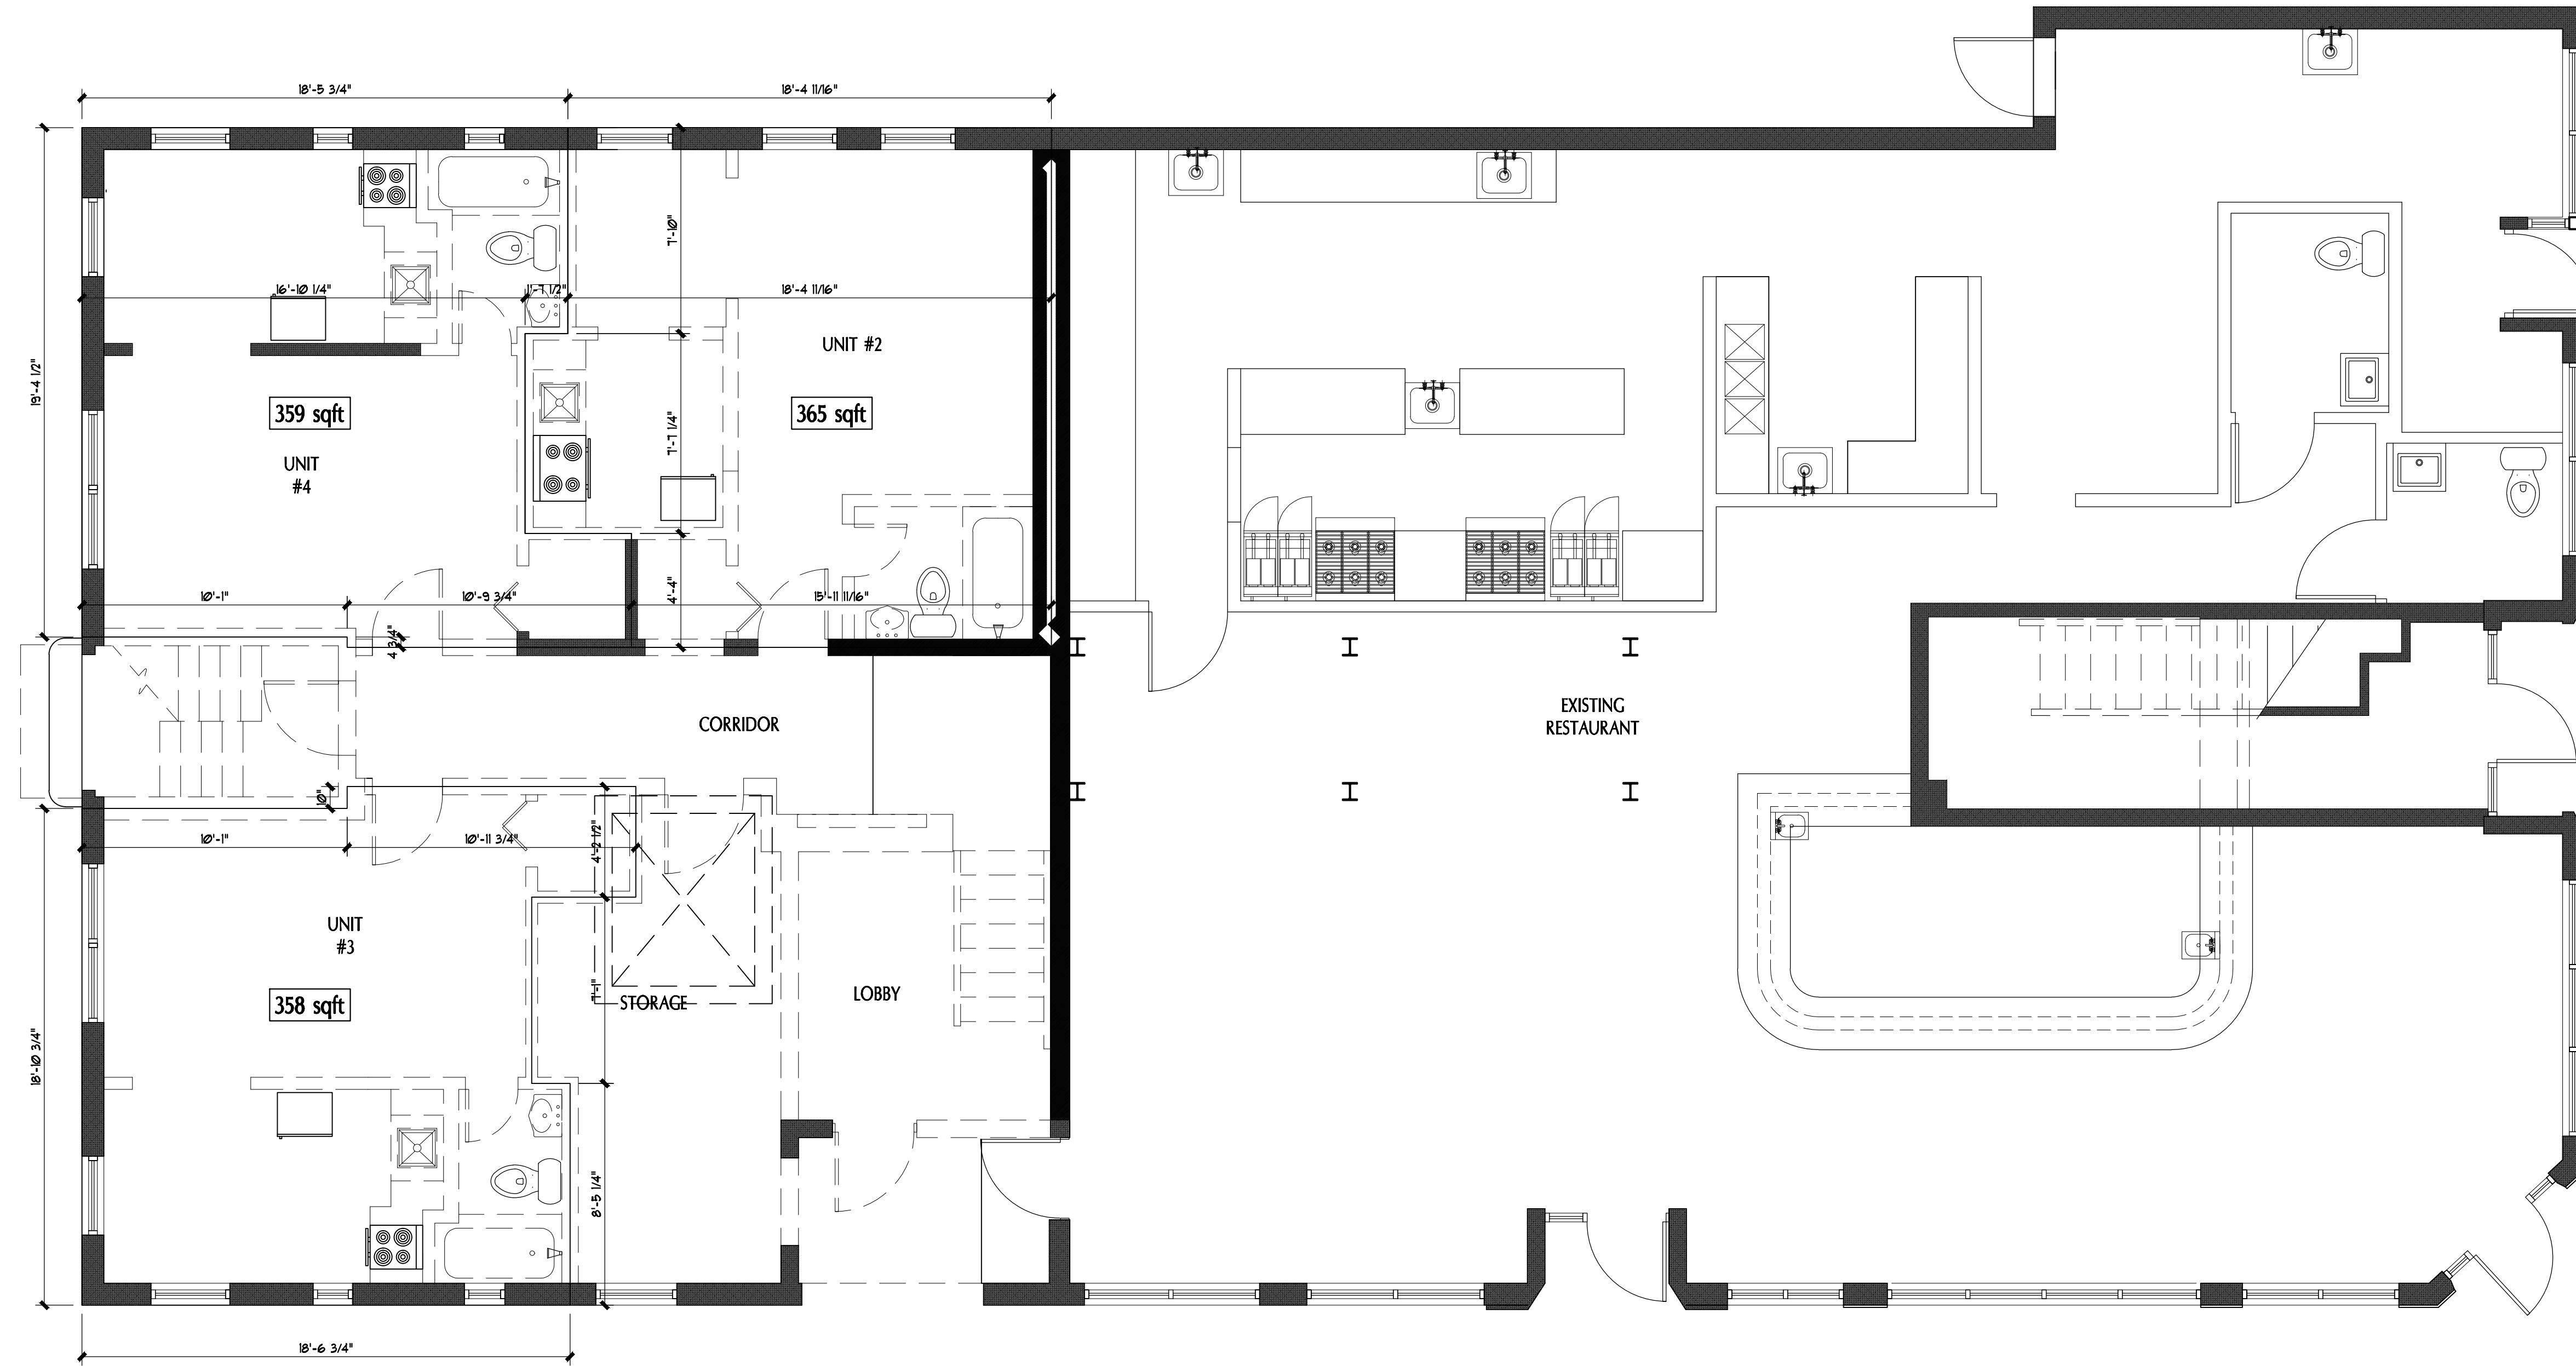 18'-5 3/4"
18'-4 11/16"
7'-10"
16'-10 1/4"
1'-7 1/2"
18'-4 11/16"
UNIT #2
19'-4 1/2"
359 sqft
365 sqft
7'-7 1/4"
UNIT
#4
10'-1"
10'-9 3/4"
4'-4"
15'-11 11/16"
4 3/4"
CORRIDOR
EXISTING
RESTAURANT
10"
10'-1"
10'-11 3/4"
4'-2 1/2"
UNIT
#3
358 sqft
7'-1"
STORAGE
LOBBY
18'-10 3/4"
8'-5 1/4"
18'-6 3/4"